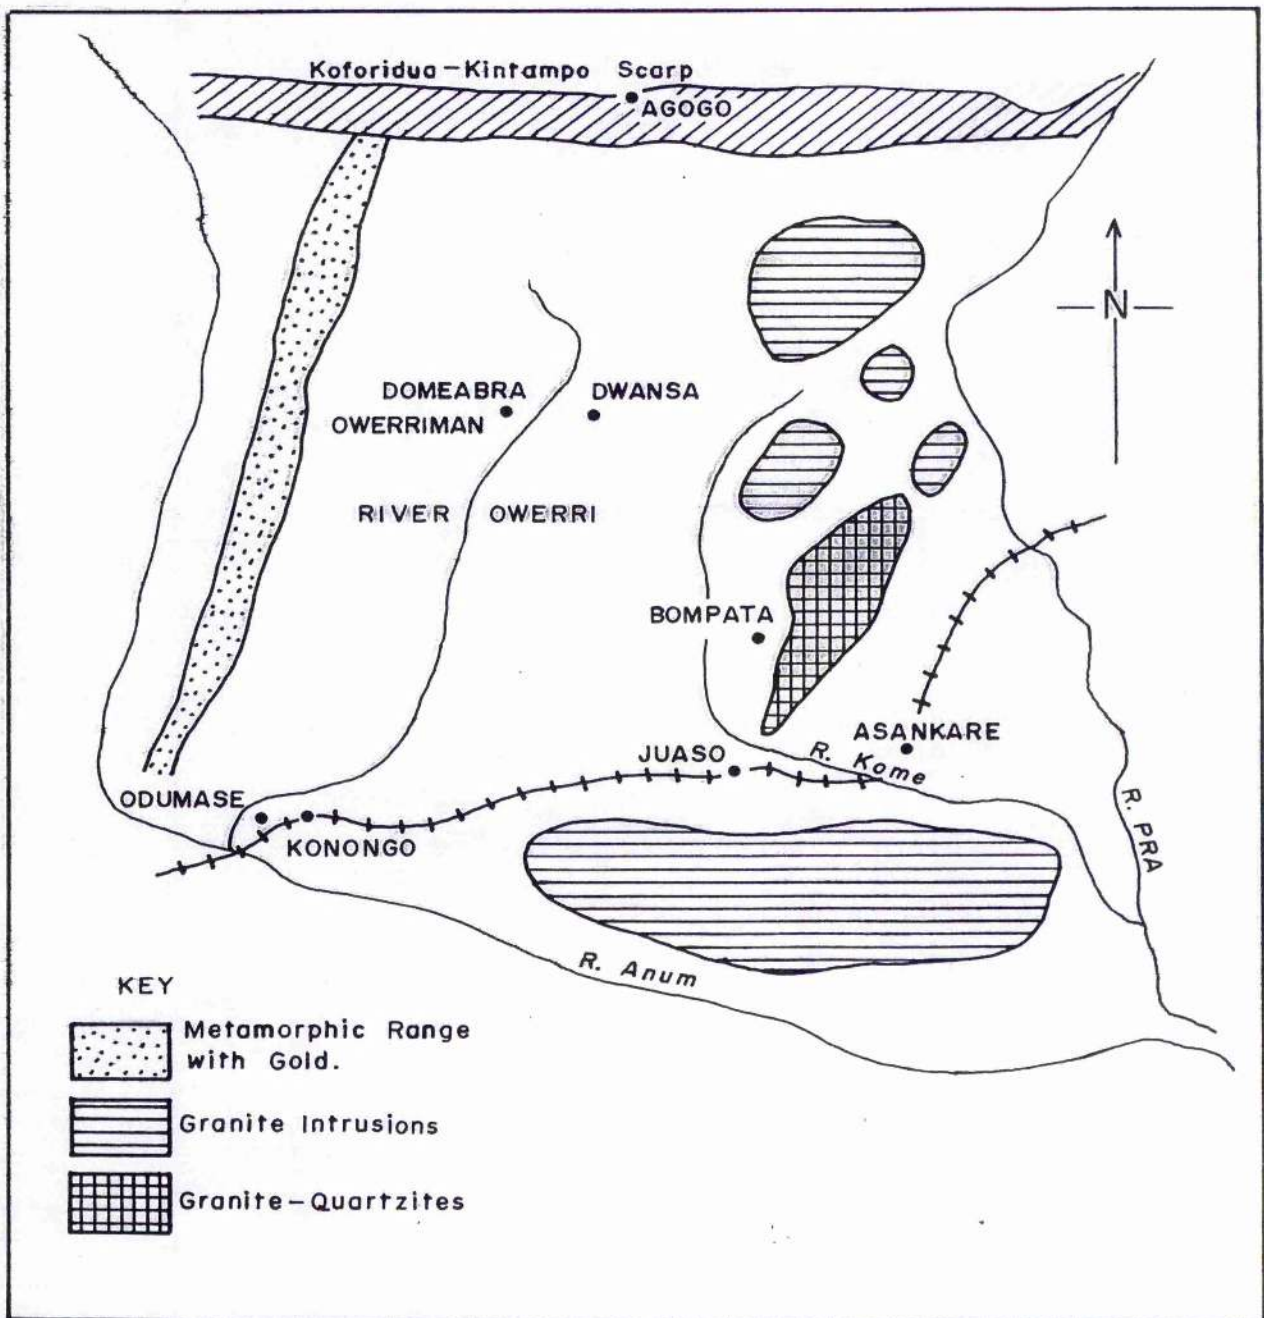 Koforidua-Kintampo Scarp
AGOGO
N
DOMEABRA
DWANSA
OWERRIMAN
RIVER OWERRI
BOMPATA
ASANKARE
JUASO
R. Kome
ODUMASE
KONONGO
R. PRA
R. Anum
KEY
Metamorphic Range
with Gold.
Granite Intrusions
Granite-Quartzites